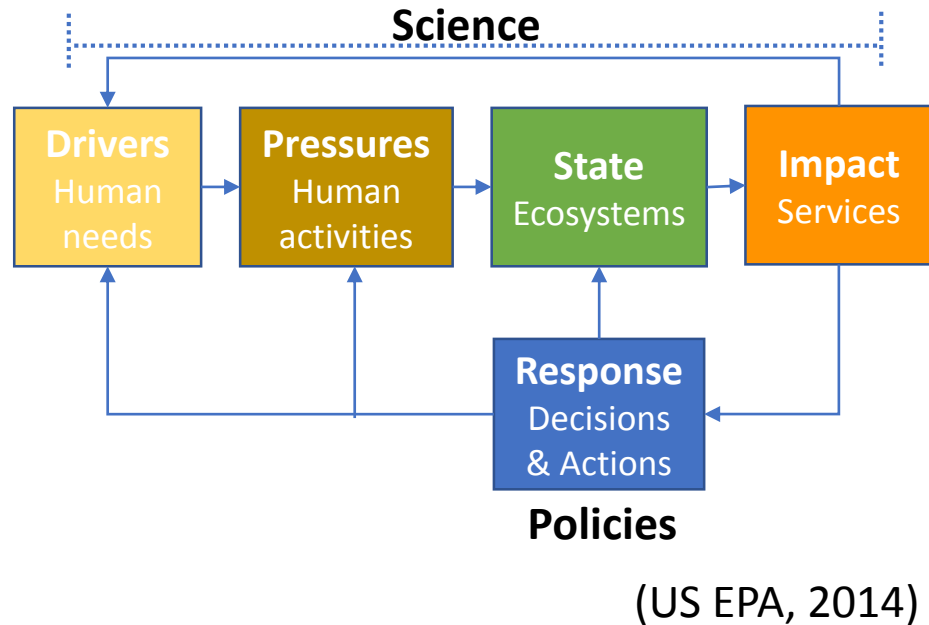 Science
Drivers
Human
needs
Pressures
Human
activities
State
Ecosystems
Impact
Services
Response
Decisions
& Actions
Policies
(US EPA, 2014)